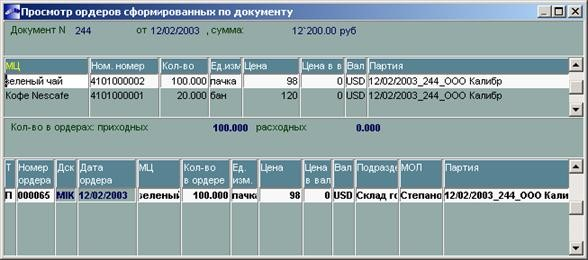 Просмотр ордеров сформированных по документу
Документ N 244 от 12/02/2003 , сумма: 12`200.00 руб
МЦ Ном. номер Кол-во Ед.изм Цена Цена в в Вал Партия
зеленый чай 4101000002 100.000 пачка 98 0 USD 12/02/2003_244_ООО Калибр
Кофе Nescafe 4101000001 20.000 бан 120 0 USD 12/02/2003_244_ООО Калибр
Кол-во в ордерах: приходных 100.000 расходных 0.000
Т Номер ордера Дск Дата ордера МЦ Кол-во в ордере Ед. изм. Цена Цена в вал Вал Подразде МОЛ Партия
П 000065 MIK 12/02/2003 зеленый 100.000 пачка 98 0 USD Склад го Степано 12/02/2003_244_ООО Кали